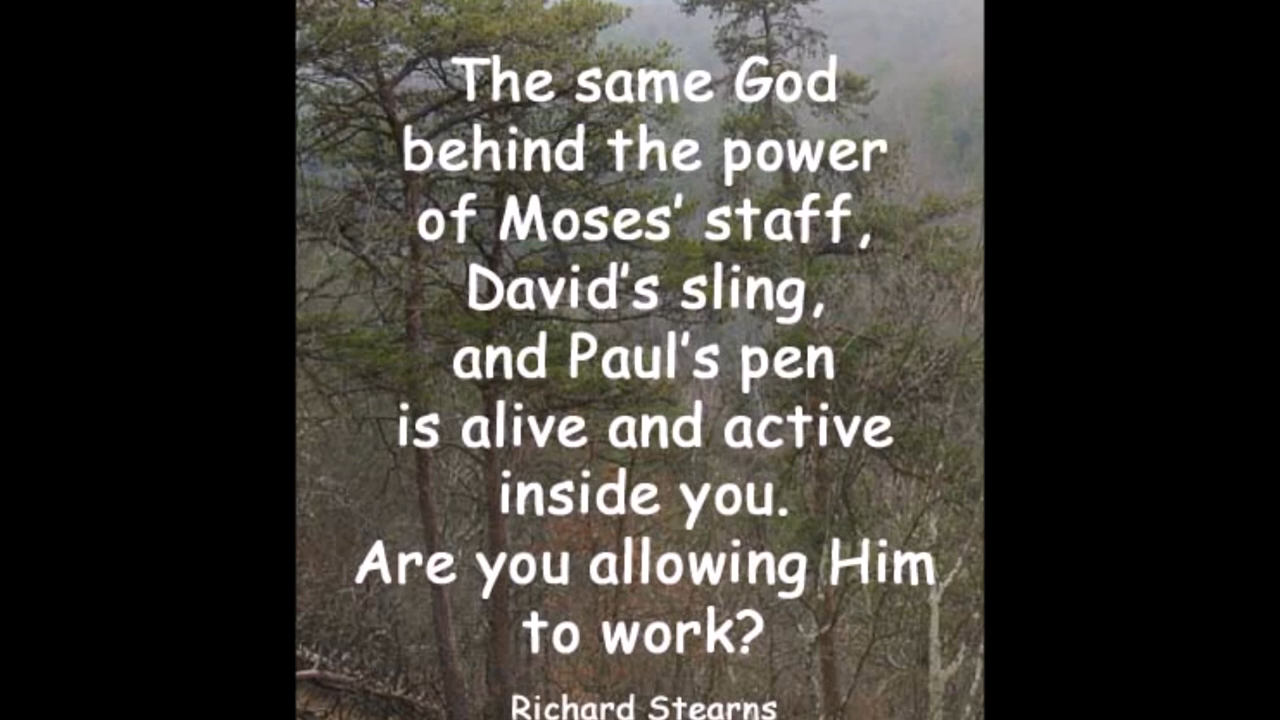 The same God
behind the power
of Moses’ staff,
David’s sling,
and Paul’s pen
is alive and active
inside you.
Are you allowing Him
to work?
Richard Stearns